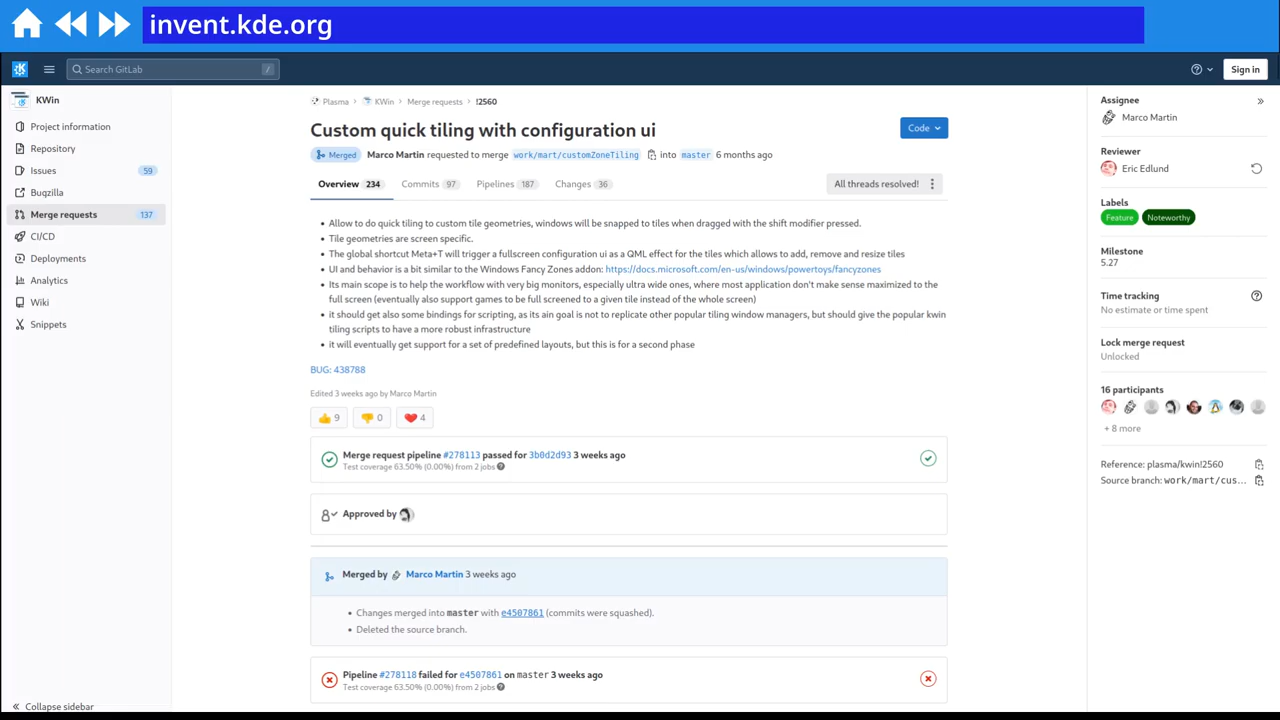 invent.kde.org
Search GitLab /
Sign in
KWin
Project information
Repository
Issues 59
Bugzilla
Merge requests 137
CI/CD
Deployments
Analytics
Wiki
Snippets
Collapse sidebar
Plasma > KWin > Merge requests > !2560
Custom quick tiling with configuration ui
Code
Merged Marco Martin requested to merge work/mart/customZoneTiling into master 6 months ago
Overview 234 Commits 97 Pipelines 187 Changes 36
All threads resolved!
• Allow to do quick tiling to custom tile geometries, windows will be snapped to tiles when dragged with the shift modifier pressed.
• Tile geometries are screen specific.
• The global shortcut Meta+T will trigger a fullscreen configuration ui as a QML effect for the tiles which allows to add, remove and resize tiles
• UI and behavior is a bit similar to the Windows Fancy Zones addon: https://docs.microsoft.com/en-us/windows/powertoys/fancyzones
• Its main scope is to help the workflow with very big monitors, especially ultra wide ones, where most application don't make sense maximized to the
full screen (eventually also support games to be full screened to a given tile instead of the whole screen)
• it should get also some bindings for scripting, as its ain goal is not to replicate other popular tiling window managers, but should give the popular kwin
tiling scripts to have a more robust infrastructure
• it will eventually get support for a set of predefined layouts, but this is for a second phase
BUG: 438788
Edited 3 weeks ago by Marco Martin
👍 9 👎 0 ❤️ 4
Merge request pipeline #278113 passed for 3b0d2d93 3 weeks ago
Test coverage 63.50% (0.00%) from 2 jobs
Approved by
Merged by Marco Martin 3 weeks ago
• Changes merged into master with e4507861 (commits were squashed).
• Deleted the source branch.
Pipeline #278118 failed for e4507861 on master 3 weeks ago
Test coverage 63.50% (0.00%) from 2 jobs
Assignee
Marco Martin
Reviewer
Eric Edlund
Labels
Feature Noteworthy
Milestone
5.27
Time tracking
No estimate or time spent
Lock merge request
Unlocked
16 participants
+ 8 more
Reference: plasma/kwin!2560
Source branch: work/mart/cus...